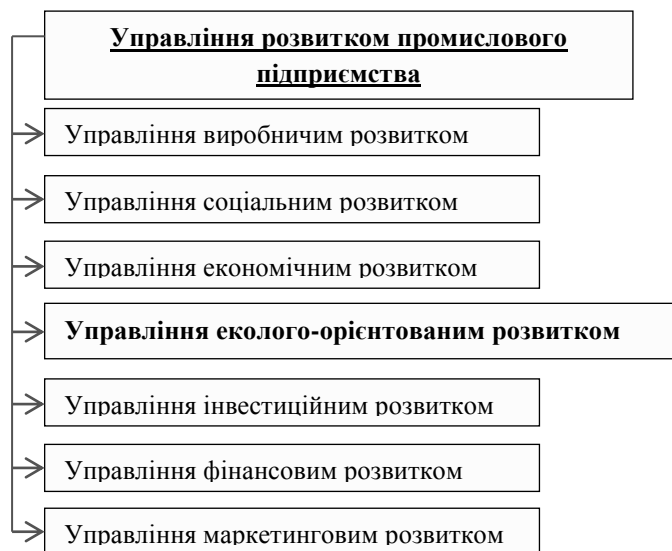 Управління розвитком промислового
підприємства
Управління виробничим розвитком
Управління соціальним розвитком
Управління економічним розвитком
Управління еколого-орієнтованим розвитком
Управління інвестиційним розвитком
Управління фінансовим розвитком
Управління маркетинговим розвитком